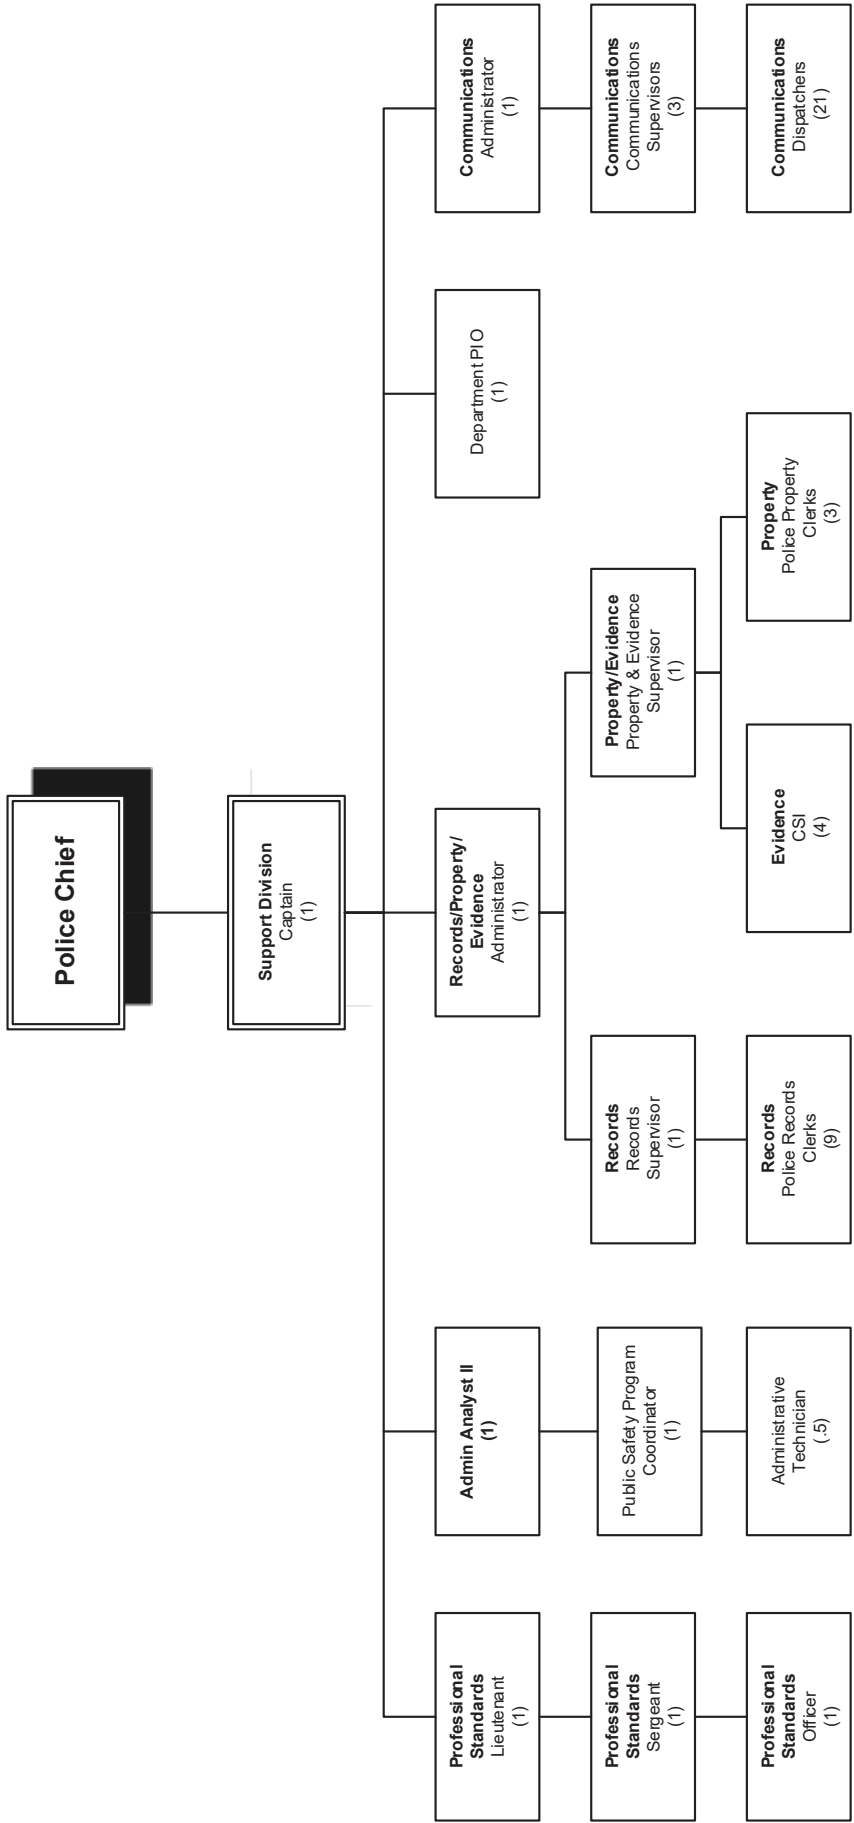 Police Chief
Support Division
Captain
(1)
Professional
Standards
Lieutenant
(1)
Admin Analyst II
(1)
Records/Property/
Evidence
Administrator
(1)
Department PIO
(1)
Communications
Administrator
(1)
Professional
Standards
Sergeant
(1)
Public Safety Program
Coordinator
(1)
Records
Records
Supervisor
(1)
Property/Evidence
Property & Evidence
Supervisor
(1)
Communications
Communications
Supervisors
(3)
Professional
Standards
Officer
(1)
Administrative
Technician
(.5)
Records
Police Records
Clerks
(9)
Evidence
CSI
(4)
Property
Police Property
Clerks
(3)
Communications
Dispatchers
(21)